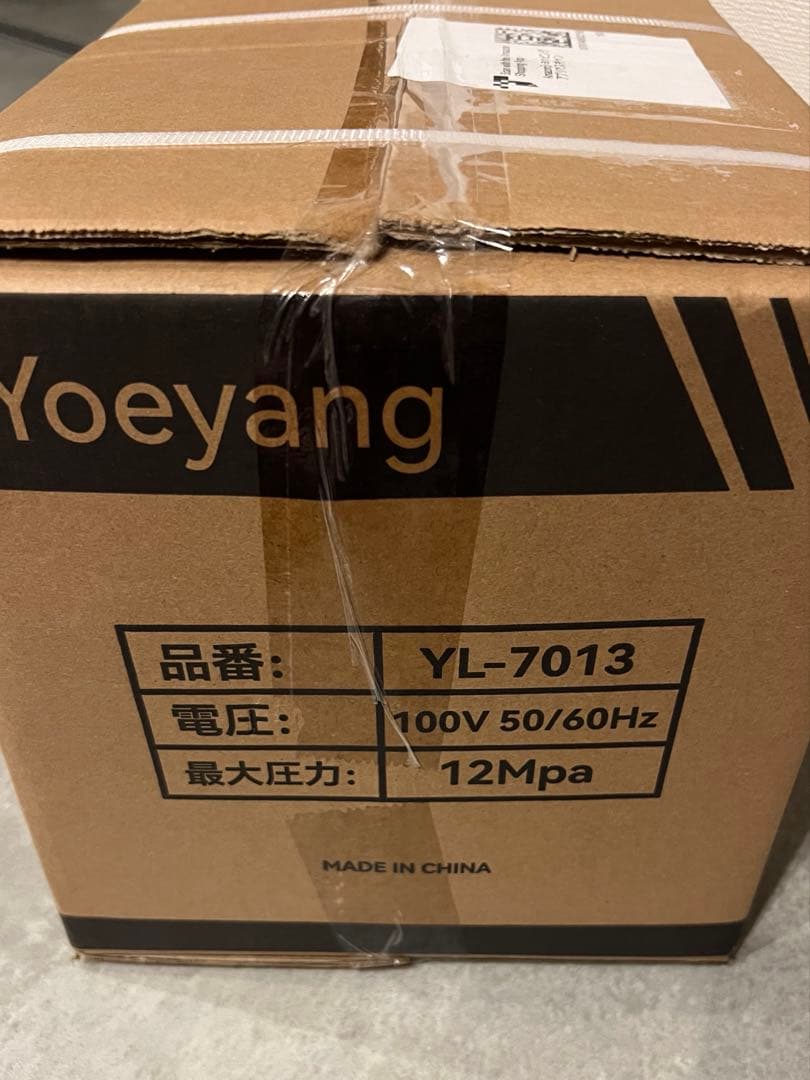 Yoeyang
品番: YL-7013
電圧: 100V 50/60Hz
最大圧力: 12Mpa
MADE IN CHINA